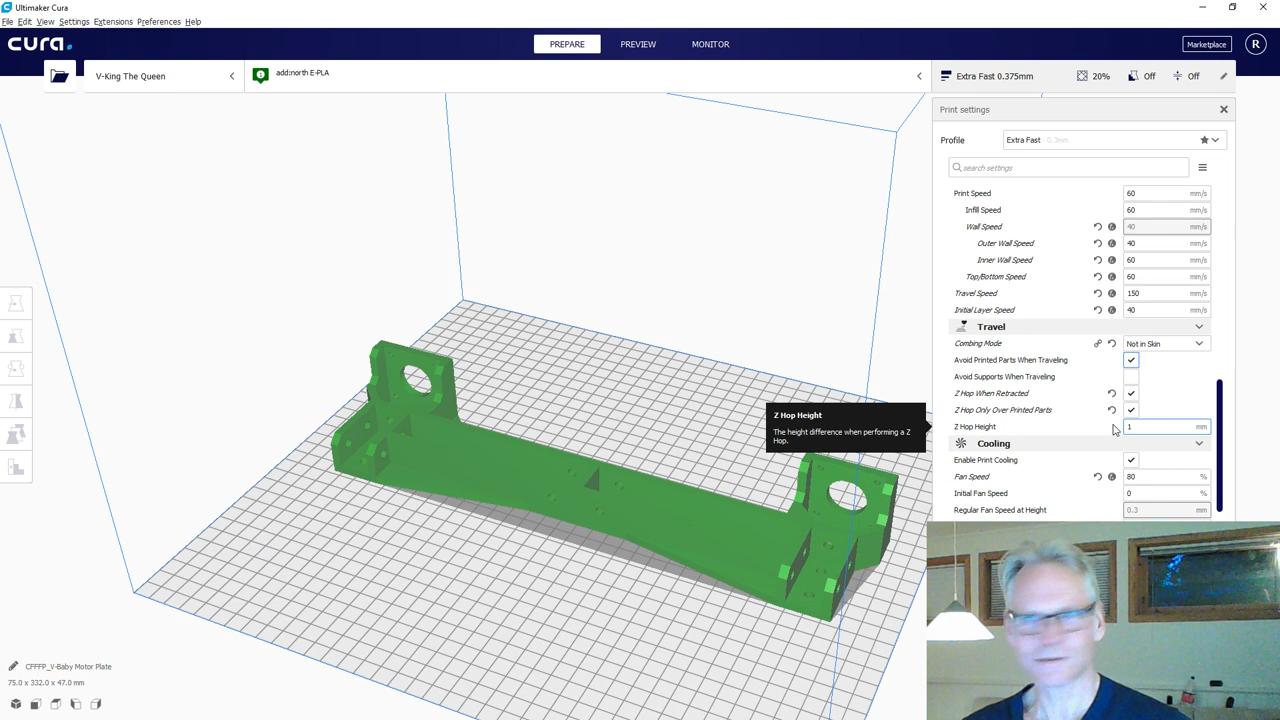 Ultimaker Cura
File Edit View Settings Extensions Preferences Help
cura.
PREPARE
PREVIEW
MONITOR
Marketplace
R
V-King The Queen
add:north E-PLA
Extra Fast 0.375mm
20%
Off
Off
Print settings
Profile
Extra Fast - 0.3mm
search settings
Print Speed 60 mm/s
Infill Speed 60 mm/s
Wall Speed 40 mm/s
Outer Wall Speed 40 mm/s
Inner Wall Speed 60 mm/s
Top/Bottom Speed 60 mm/s
Travel Speed 150 mm/s
Initial Layer Speed 40 mm/s
Travel
Combing Mode Not in Skin
Avoid Printed Parts When Traveling
Avoid Supports When Traveling
Z Hop When Retracted
Z Hop Only Over Printed Parts
Z Hop Height 1 mm
Cooling
Enable Print Cooling
Fan Speed 80 %
Initial Fan Speed 0 %
Regular Fan Speed at Height 0.3 mm
Z Hop Height
The height difference when performing a Z
Hop.
CFFFP_V-Baby Motor Plate
75.0 x 332.0 x 47.0 mm